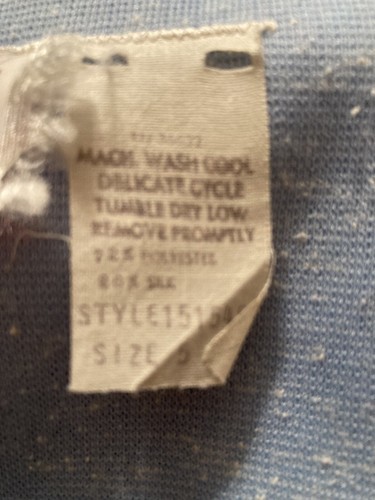 MACH. WASH COOL
DELICATE CYCLE
TUMBLE DRY LOW
REMOVE PROMPTLY
POLYESTER
SILK
STYLE
SIZE